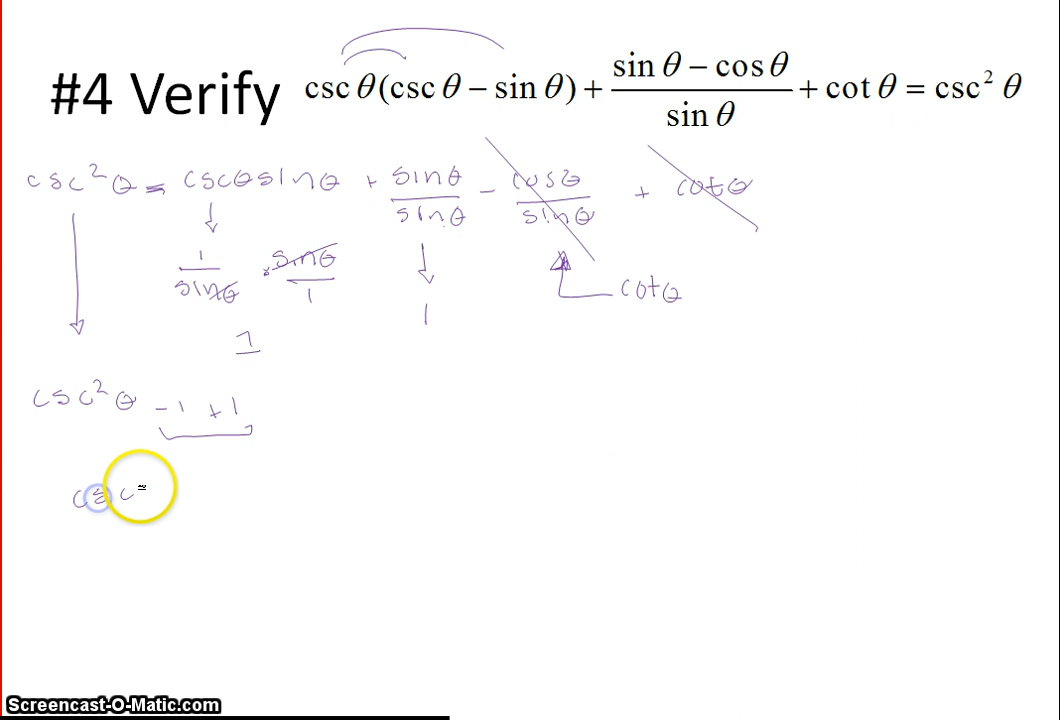 #4 Verify csc θ(csc θ − sin θ) + (sin θ − cos θ)/(sin θ) + cot θ = csc² θ
csc²θ = cscθsinθ + sinθ/sinθ − cosθ/sinθ + cotθ
1/sinθ · sinθ/1
cotθ
1
1
csc²θ −1 +1
csc
Screencast-O-Matic.com